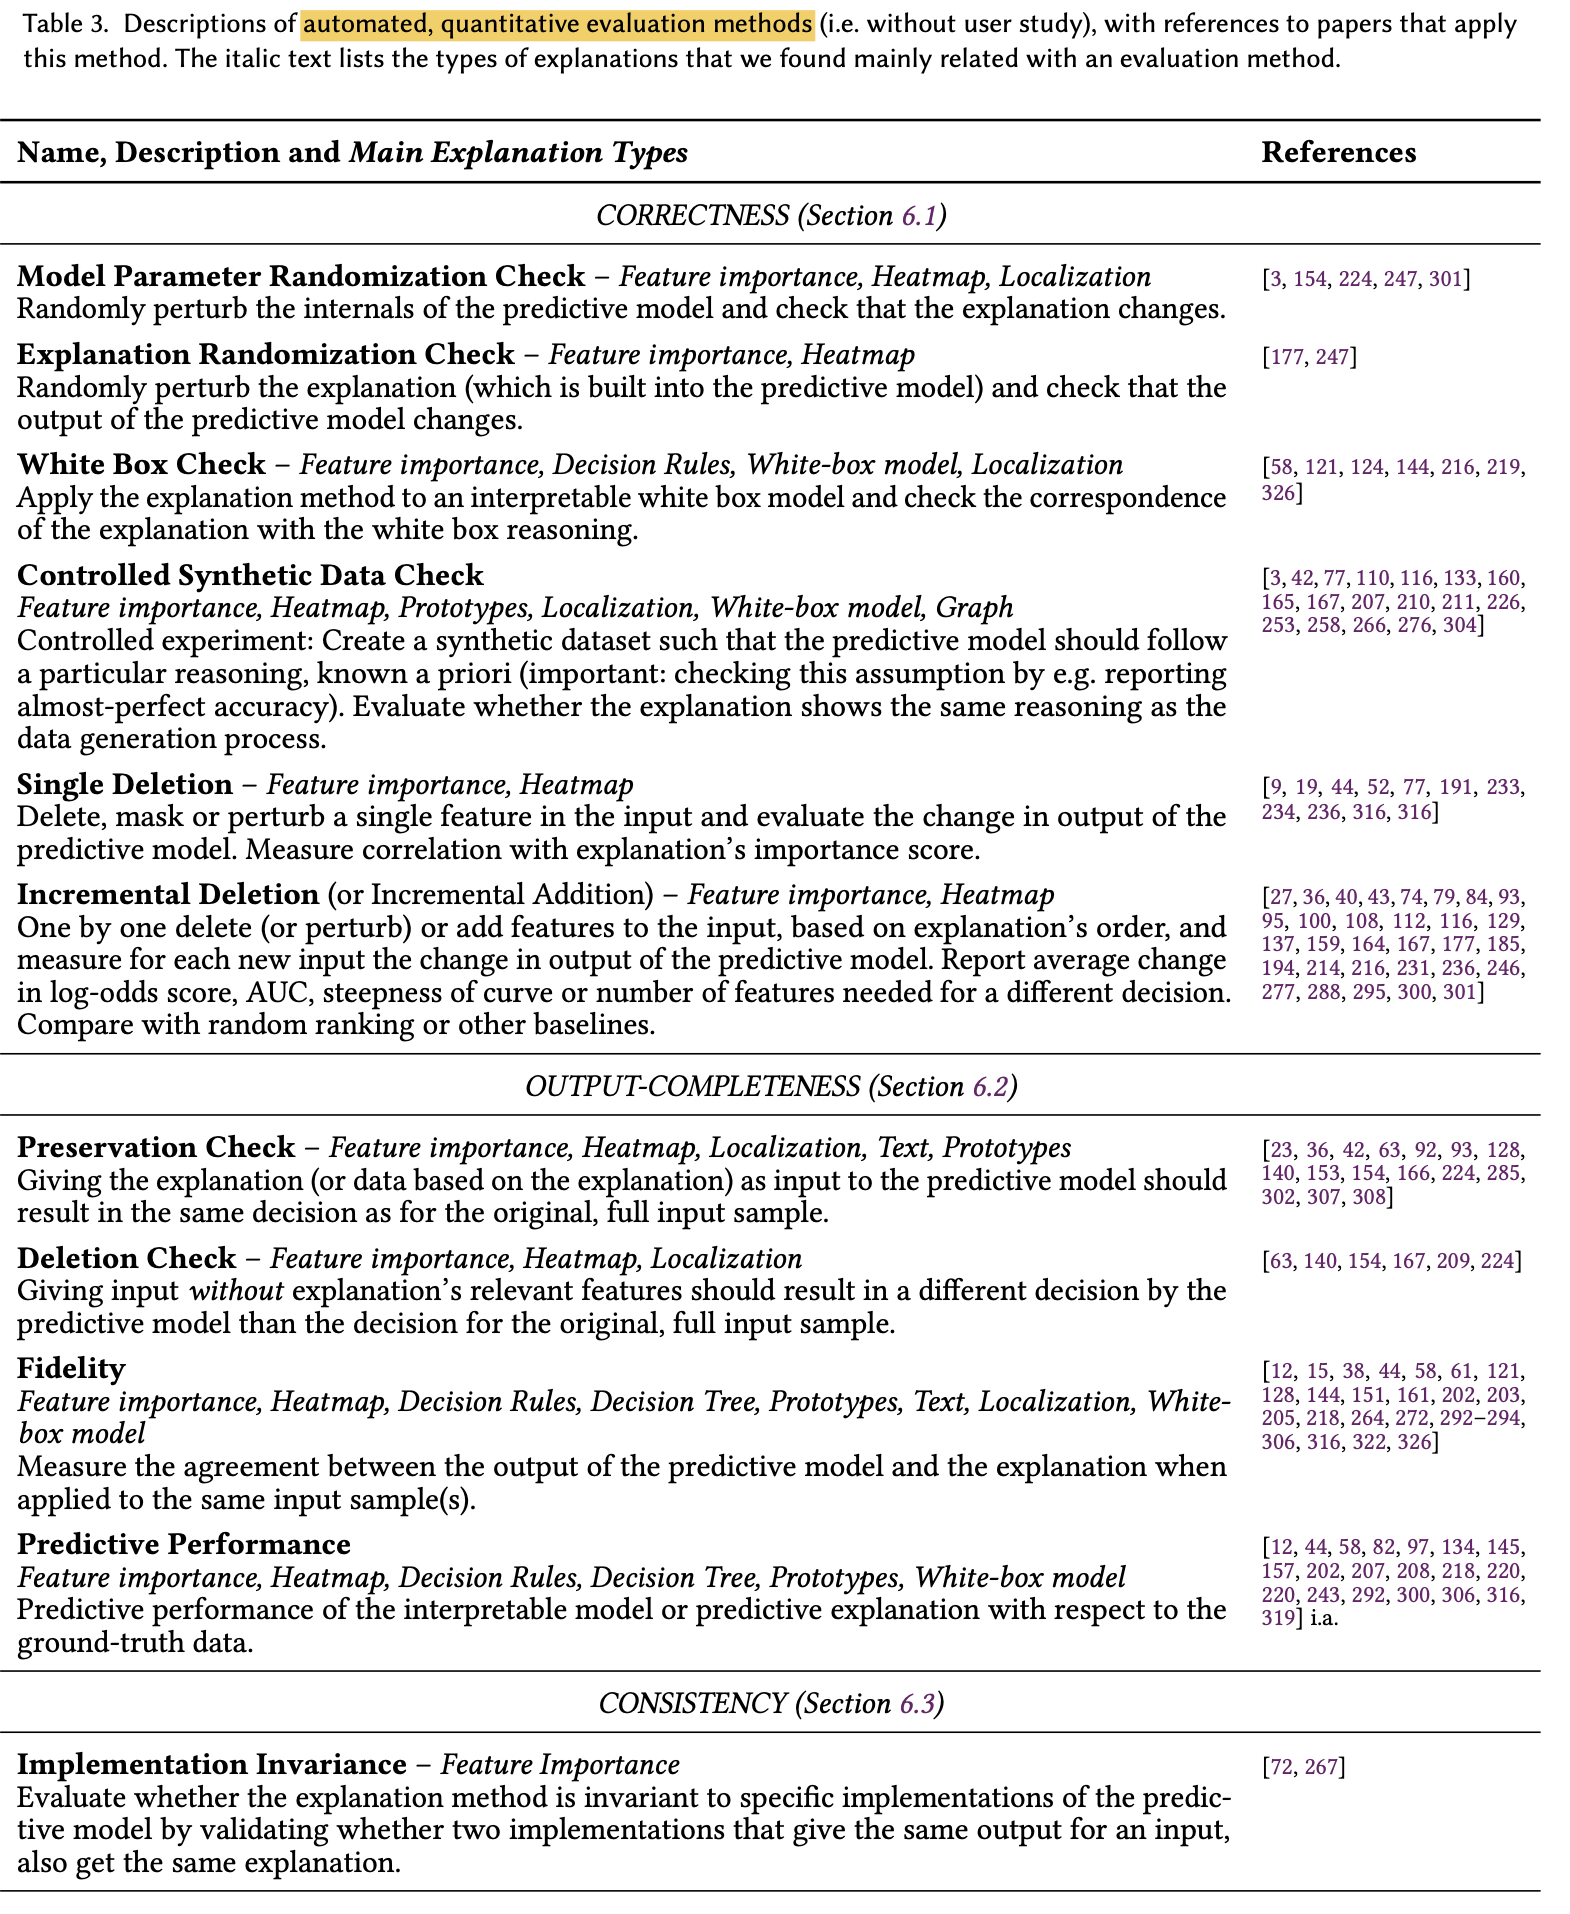 Table 3. Descriptions of automated, quantitative evaluation methods (i.e. without user study), with references to papers that apply
this method. The italic text lists the types of explanations that we found mainly related with an evaluation method.
Name, Description and Main Explanation Types References
CORRECTNESS (Section 6.1)
Model Parameter Randomization Check – Feature importance, Heatmap, Localization [3, 154, 224, 247, 301]
Randomly perturb the internals of the predictive model and check that the explanation changes.
Explanation Randomization Check – Feature importance, Heatmap [177, 247]
Randomly perturb the explanation (which is built into the predictive model) and check that the
output of the predictive model changes.
White Box Check – Feature importance, Decision Rules, White-box model, Localization [58, 121, 124, 144, 216, 219,
Apply the explanation method to an interpretable white box model and check the correspondence 326]
of the explanation with the white box reasoning.
Controlled Synthetic Data Check [3, 42, 77, 110, 116, 133, 160,
Feature importance, Heatmap, Prototypes, Localization, White-box model, Graph 165, 167, 207, 210, 211, 226,
Controlled experiment: Create a synthetic dataset such that the predictive model should follow 253, 258, 266, 276, 304]
a particular reasoning, known a priori (important: checking this assumption by e.g. reporting
almost-perfect accuracy). Evaluate whether the explanation shows the same reasoning as the
data generation process.
Single Deletion – Feature importance, Heatmap [9, 19, 44, 52, 77, 191, 233,
Delete, mask or perturb a single feature in the input and evaluate the change in output of the 234, 236, 316, 316]
predictive model. Measure correlation with explanation's importance score.
Incremental Deletion (or Incremental Addition) – Feature importance, Heatmap [27, 36, 40, 43, 74, 79, 84, 93,
One by one delete (or perturb) or add features to the input, based on explanation's order, and 95, 100, 108, 112, 116, 129,
measure for each new input the change in output of the predictive model. Report average change 137, 159, 164, 167, 177, 185,
in log-odds score, AUC, steepness of curve or number of features needed for a different decision. 194, 214, 216, 231, 236, 246,
Compare with random ranking or other baselines. 277, 288, 295, 300, 301]
OUTPUT-COMPLETENESS (Section 6.2)
Preservation Check – Feature importance, Heatmap, Localization, Text, Prototypes [23, 36, 42, 63, 92, 93, 128,
Giving the explanation (or data based on the explanation) as input to the predictive model should 140, 153, 154, 166, 224, 285,
result in the same decision as for the original, full input sample. 302, 307, 308]
Deletion Check – Feature importance, Heatmap, Localization [63, 140, 154, 167, 209, 224]
Giving input without explanation's relevant features should result in a different decision by the
predictive model than the decision for the original, full input sample.
Fidelity [12, 15, 38, 44, 58, 61, 121,
Feature importance, Heatmap, Decision Rules, Decision Tree, Prototypes, Text, Localization, White- 128, 144, 151, 161, 202, 203,
box model 205, 218, 264, 272, 292–294,
Measure the agreement between the output of the predictive model and the explanation when 306, 316, 322, 326]
applied to the same input sample(s).
Predictive Performance [12, 44, 58, 82, 97, 134, 145,
Feature importance, Heatmap, Decision Rules, Decision Tree, Prototypes, White-box model 157, 202, 207, 208, 218, 220,
Predictive performance of the interpretable model or predictive explanation with respect to the 220, 243, 292, 300, 306, 316,
ground-truth data. 319] i.a.
CONSISTENCY (Section 6.3)
Implementation Invariance – Feature Importance [72, 267]
Evaluate whether the explanation method is invariant to specific implementations of the predic-
tive model by validating whether two implementations that give the same output for an input,
also get the same explanation.